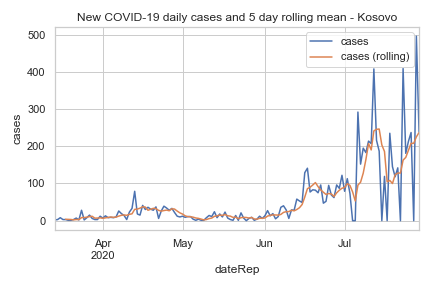 New COVID-19 daily cases and 5 day rolling mean - Kosovo
cases
cases (rolling)
500
400
300
200
100
0
cases
Apr
2020
May
Jun
Jul
dateRep